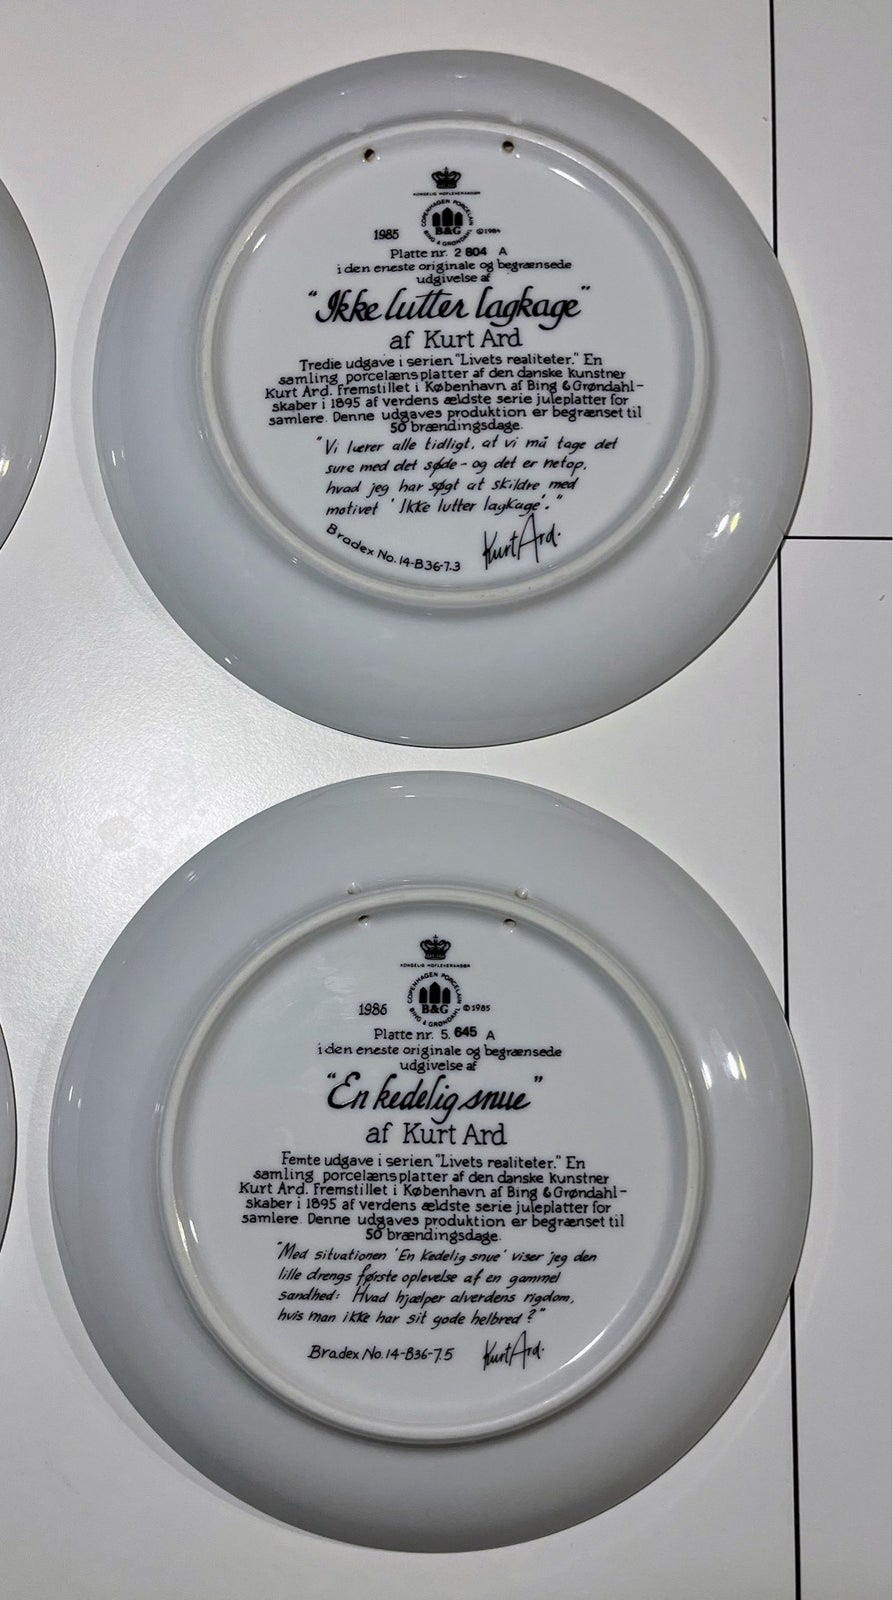 KONGELIG HOFLEVERANDØR
COPENHAGEN PORCELAIN
1985 B&G ©1984
BING & GRØNDAHL
Platte nr. 2 804 A
i den eneste originale og begrænsede
udgivelse af
"Ikke lutter lagkage"
af Kurt Ard
Tredie udgave i serien "Livets realiteter." En
samling porcelænsplatter af den danske kunstner
Kurt Ard. Fremstillet i København af Bing & Grøndahl-
skaber i 1895 af verdens ældste serie juleplatter for
samlere. Denne udgaves produktion er begrænset til
50 brændingsdage.
"Vi lærer alle tidligt, at vi må tage det
sure med det søde - og det er netop,
hvad jeg har søgt at skildre med
motivet 'Ikke lutter lagkage'."
Bradex No. 14-B36-7.3 Kurt Ard.
KONGELIG HOFLEVERANDØR
COPENHAGEN PORCELAIN
1986 B&G ©1985
BING & GRØNDAHL
Platte nr. 5. 645 A
i den eneste originale og begrænsede
udgivelse af
"En kedelig snue"
af Kurt Ard
Femte udgave i serien "Livets realiteter." En
samling porcelænsplatter af den danske kunstner
Kurt Ard. Fremstillet i København af Bing & Grøndahl-
skaber i 1895 af verdens ældste serie juleplatter for
samlere. Denne udgaves produktion er begrænset til
50 brændingsdage.
"Med situationen 'En kedelig snue' viser jeg den
lille drengs første oplevelse af en gammel
sandhed: Hvad hjælper alverdens rigdom,
hvis man ikke har sit gode helbred?"
Bradex No. 14-B36-7.5 Kurt Ard.